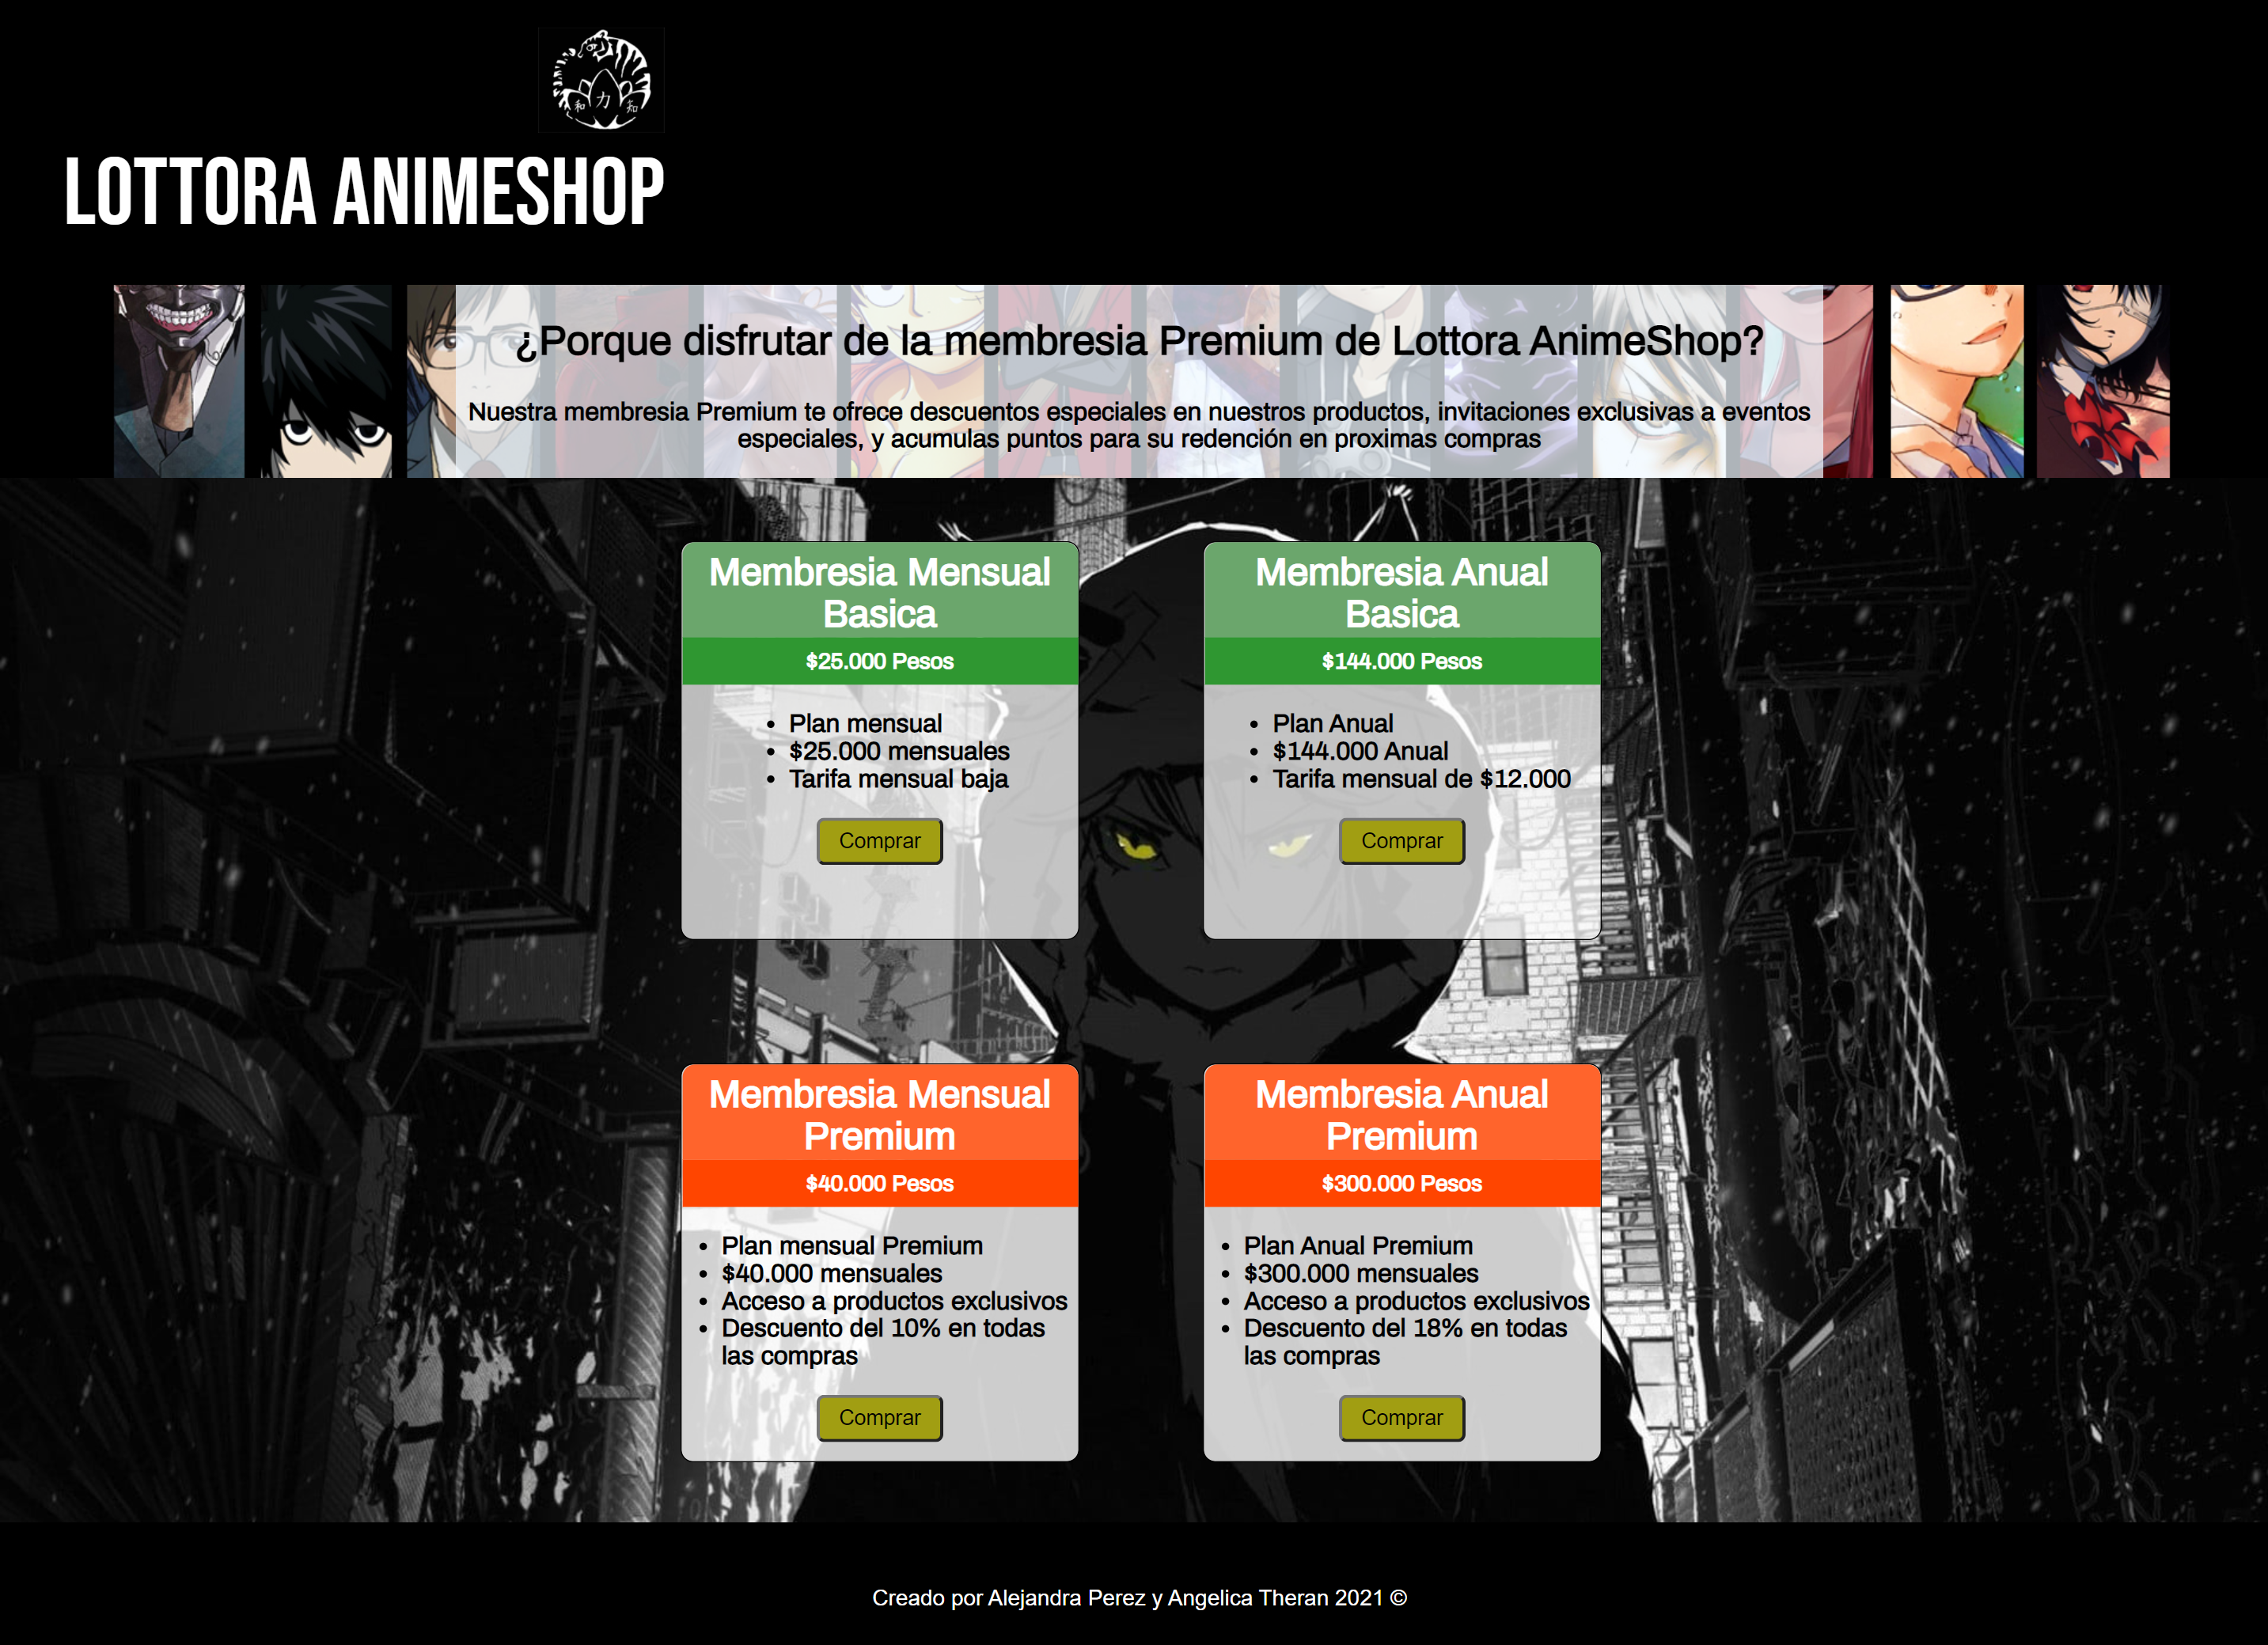 和 力 知
LOTTORA ANIMESHOP
¿Porque disfrutar de la membresia Premium de Lottora AnimeShop?
Nuestra membresia Premium te ofrece descuentos especiales en nuestros productos, invitaciones exclusivas a eventos
especiales, y acumulas puntos para su redención en proximas compras
Membresia Mensual
Basica
$25.000 Pesos
• Plan mensual
• $25.000 mensuales
• Tarifa mensual baja
Comprar
Membresia Anual
Basica
$144.000 Pesos
• Plan Anual
• $144.000 Anual
• Tarifa mensual de $12.000
Comprar
Membresia Mensual
Premium
$40.000 Pesos
• Plan mensual Premium
• $40.000 mensuales
• Acceso a productos exclusivos
• Descuento del 10% en todas
las compras
Comprar
Membresia Anual
Premium
$300.000 Pesos
• Plan Anual Premium
• $300.000 mensuales
• Acceso a productos exclusivos
• Descuento del 18% en todas
las compras
Comprar
Creado por Alejandra Perez y Angelica Theran 2021 ©